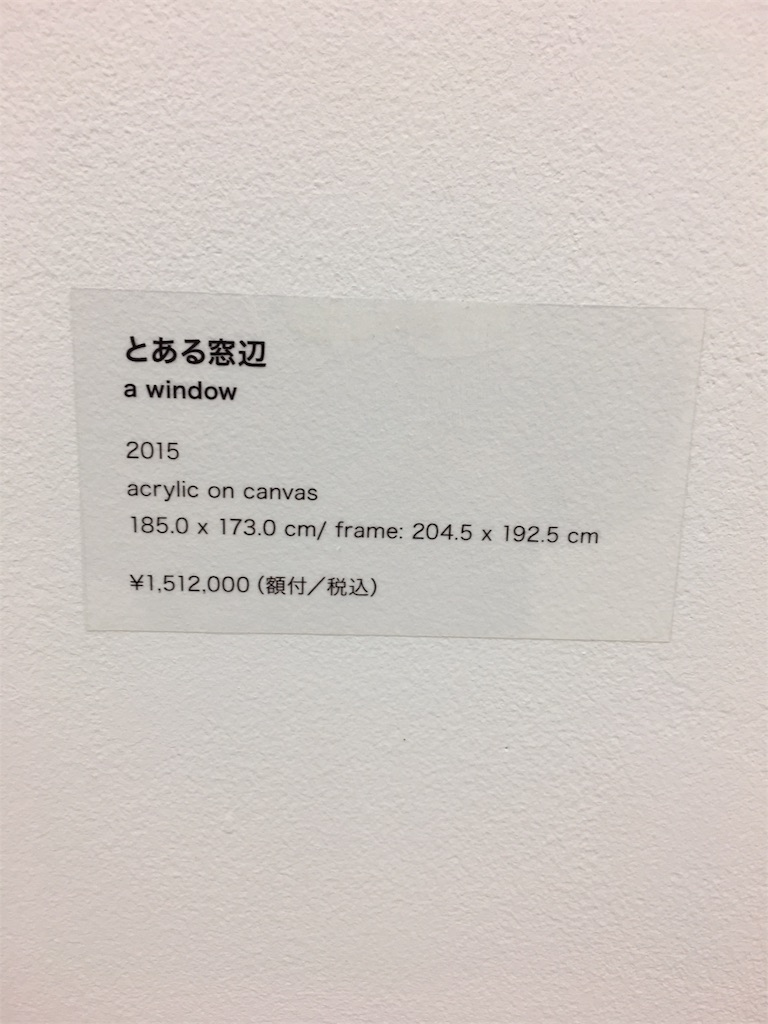 とある窓辺
a window
2015
acrylic on canvas
185.0 x 173.0 cm/ frame: 204.5 x 192.5 cm
¥1,512,000（額付／税込）